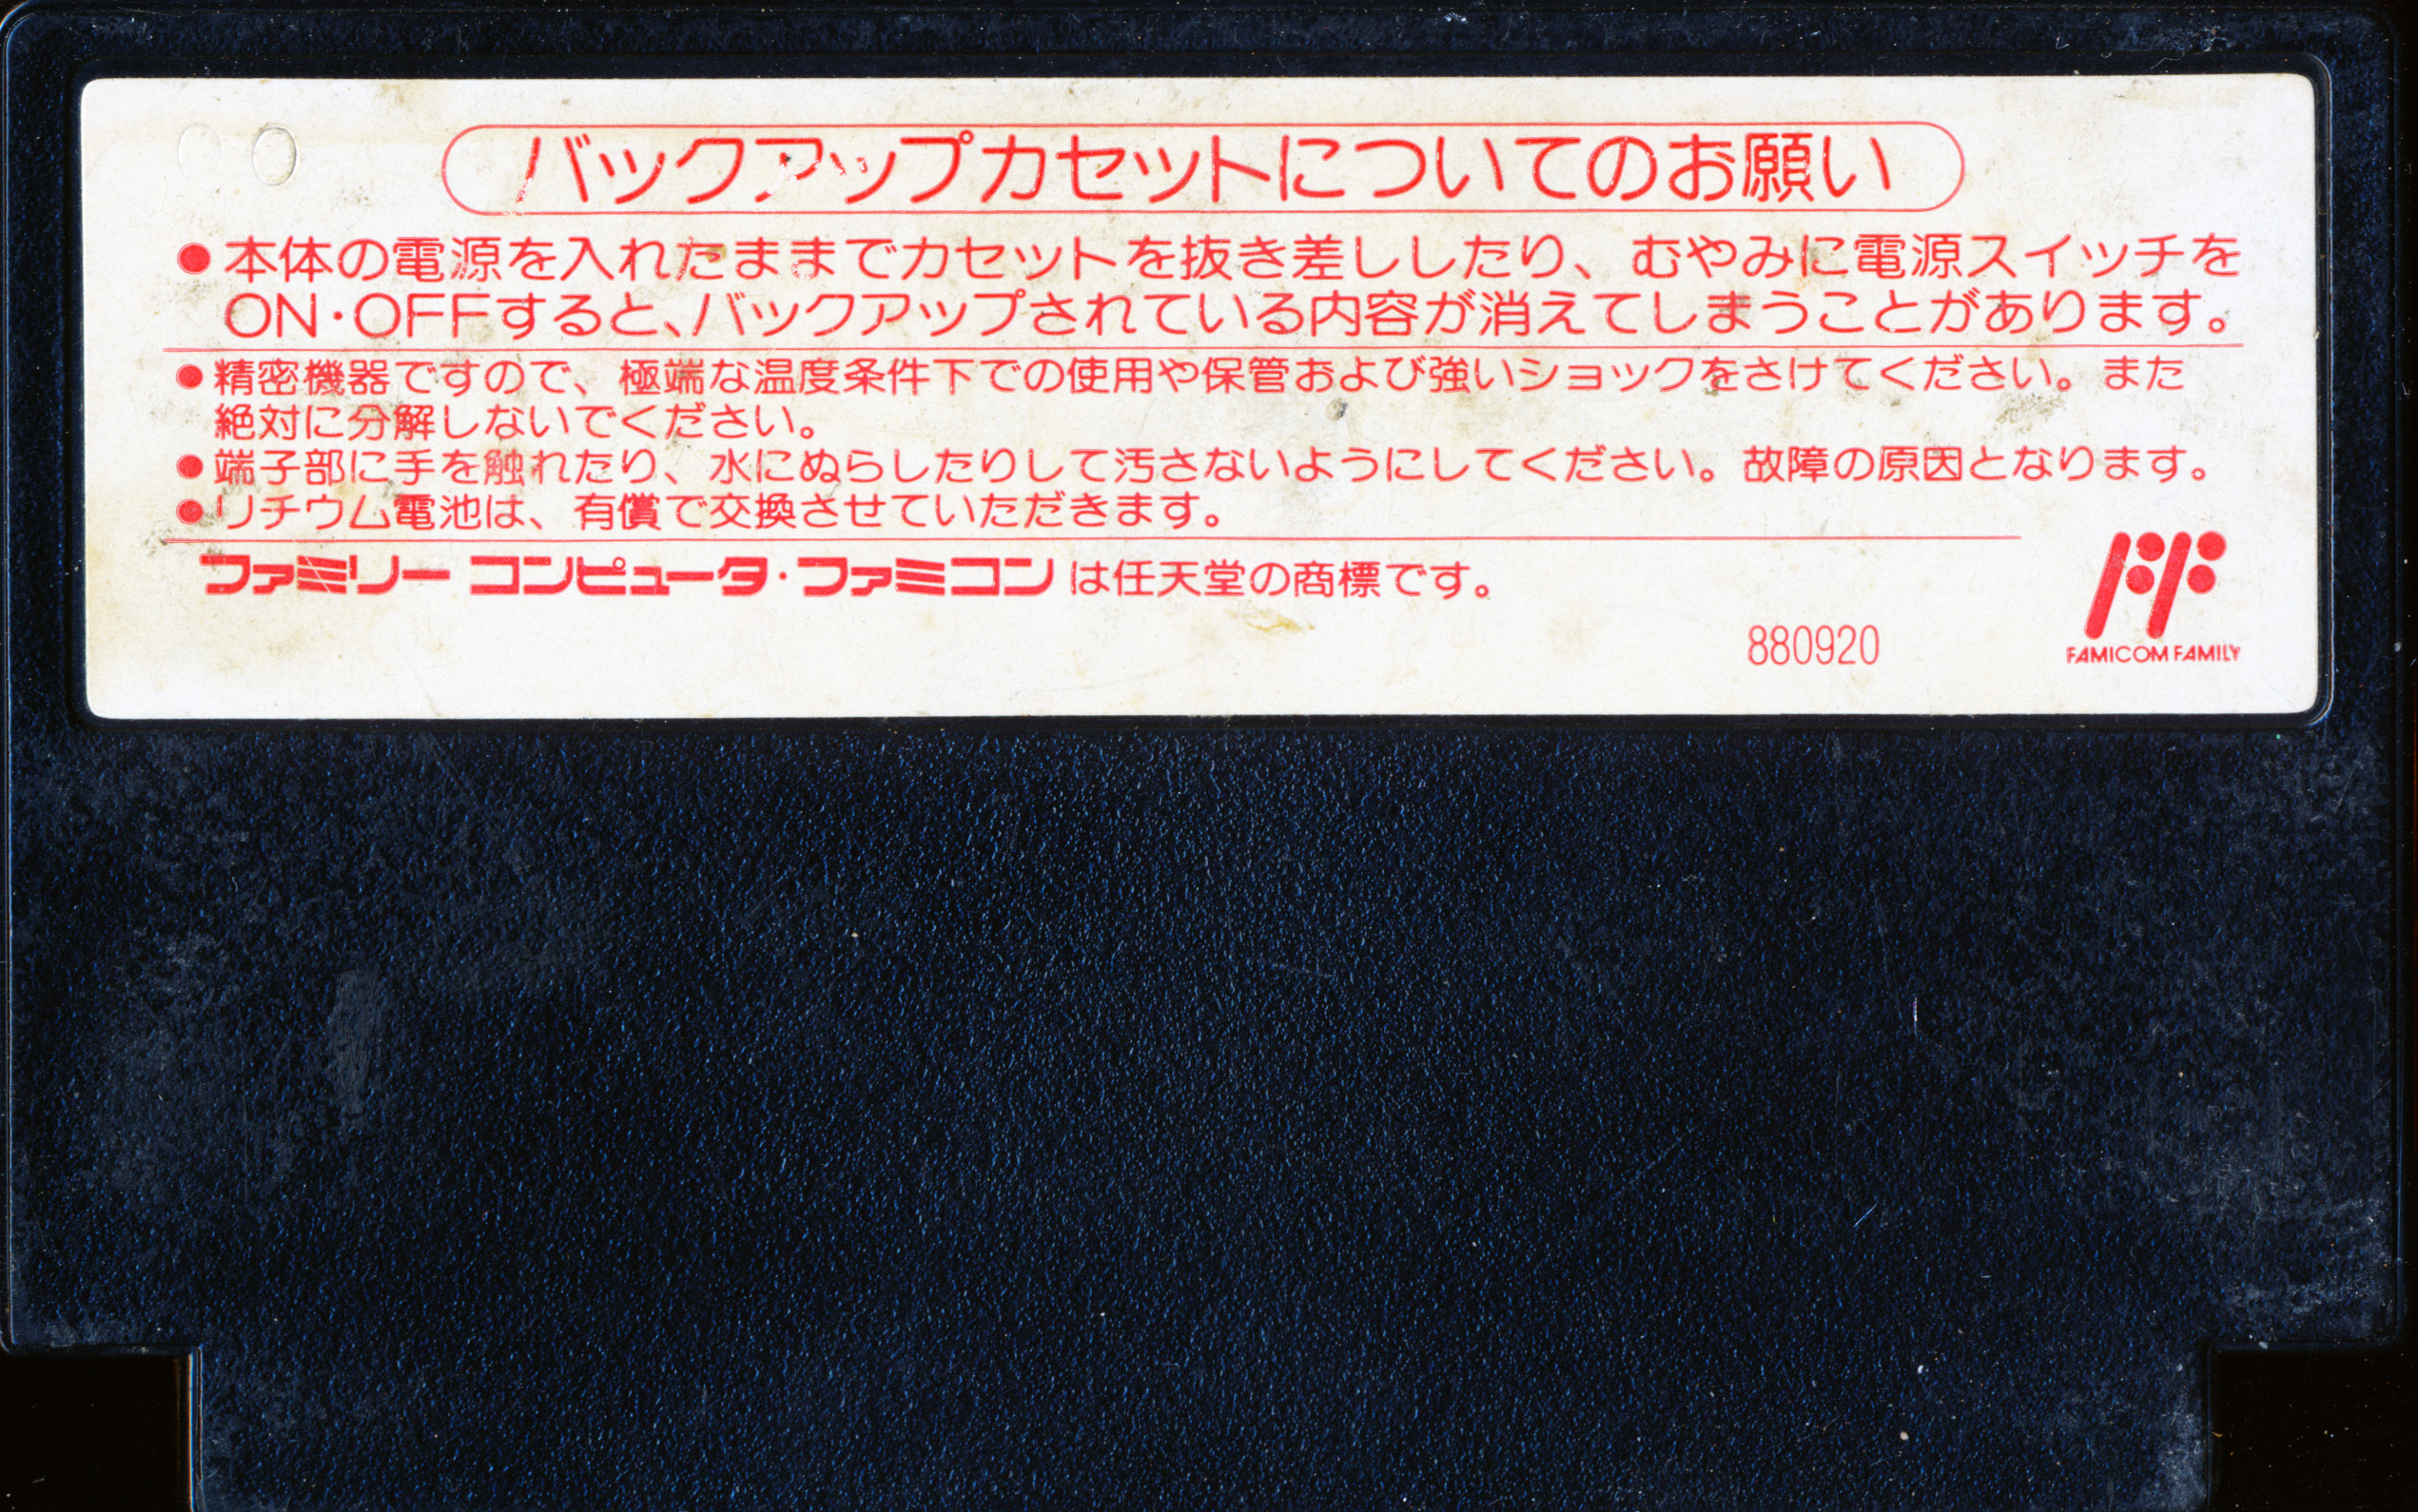 バックアップカセットについてのお願い
●本体の電源を入れたままでカセットを抜き差ししたり、むやみに電源スイッチを
ON・OFFすると、バックアップされている内容が消えてしまうことがあります。
●精密機器ですので、極端な温度条件下での使用や保管および強いショックをさけてください。また
絶対に分解しないでください。
●端子部に手を触れたり、水にぬらしたりして汚さないようにしてください。故障の原因となります。
●リチウム電池は、有償で交換させていただきます。
ファミリーコンピュータ・ファミコンは任天堂の商標です。
880920
FAMICOM FAMILY